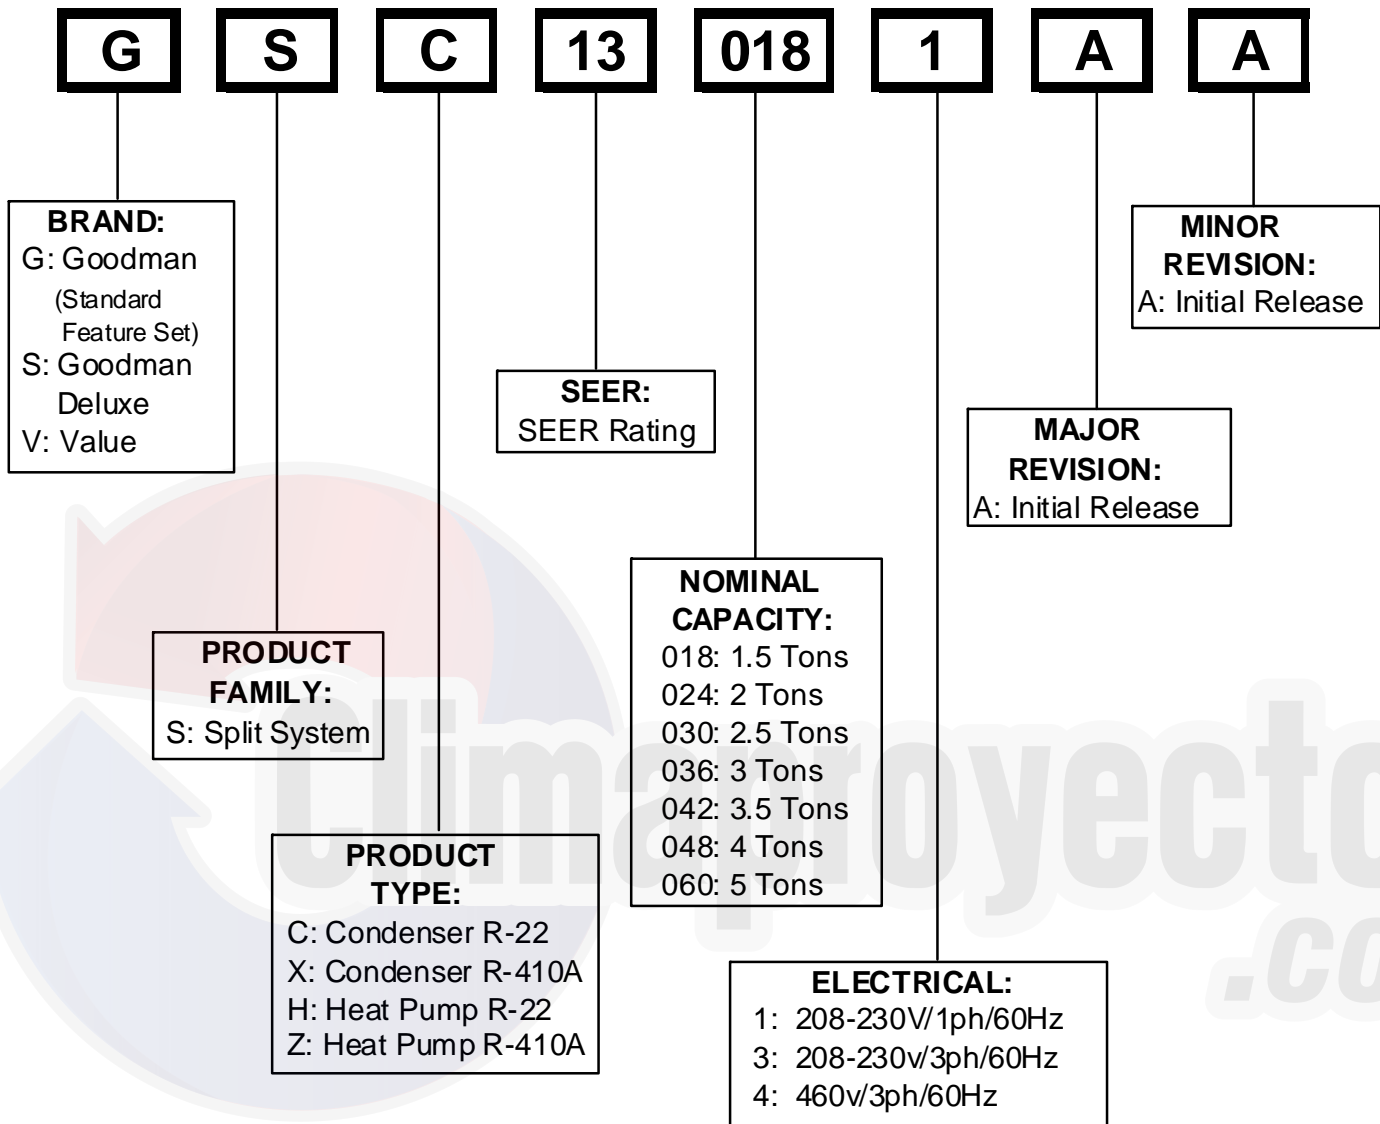 G S C 13 018 1 A A
BRAND:
G: Goodman
(Standard
Feature Set)
S: Goodman
Deluxe
V: Value
PRODUCT
FAMILY:
S: Split System
PRODUCT
TYPE:
C: Condenser R-22
X: Condenser R-410A
H: Heat Pump R-22
Z: Heat Pump R-410A
SEER:
SEER Rating
NOMINAL
CAPACITY:
018: 1.5 Tons
024: 2 Tons
030: 2.5 Tons
036: 3 Tons
042: 3.5 Tons
048: 4 Tons
060: 5 Tons
ELECTRICAL:
1: 208-230V/1ph/60Hz
3: 208-230v/3ph/60Hz
4: 460v/3ph/60Hz
MAJOR
REVISION:
A: Initial Release
MINOR
REVISION:
A: Initial Release
Climaproyecto
.co